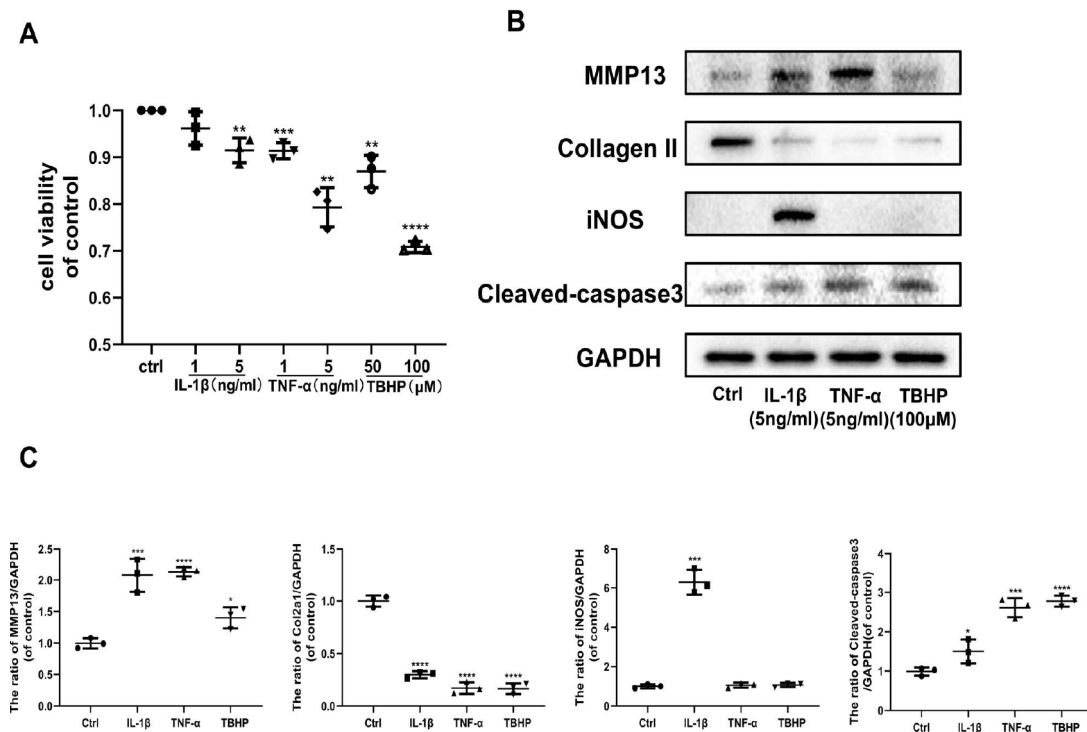 A
cell viability
of control
1.0
0.9
0.8
0.7
0.6
0.5
**
***
**
**
****
ctrl
1 5 1 5 50 100
IL-1β(ng/ml) TNF-α(ng/ml) TBHP(μM)
B
MMP13
Collagen II
iNOS
Cleaved-caspase3
GAPDH
Ctrl IL-1β TNF-α TBHP
(5ng/ml) (5ng/ml) (100μM)
C
The ratio of MMP13/GAPDH
(of control)
2.5
2.0
1.5
1.0
0.5
0.0
***
****
*
Ctrl IL-1β TNF-α TBHP
The ratio of Col2a1/GAPDH
(of control)
1.5
1.0
0.5
0.0
****
****
****
Ctrl IL-1β TNF-α TBHP
The ratio of iNOS/GAPDH
(of control)
8
6
4
2
0
***
Ctrl IL-1β TNF-α TBHP
The ratio of Cleaved-caspase3
/GAPDH(of control)
4
3
2
1
0
*
***
****
Ctrl IL-1β TNF-α TBHP